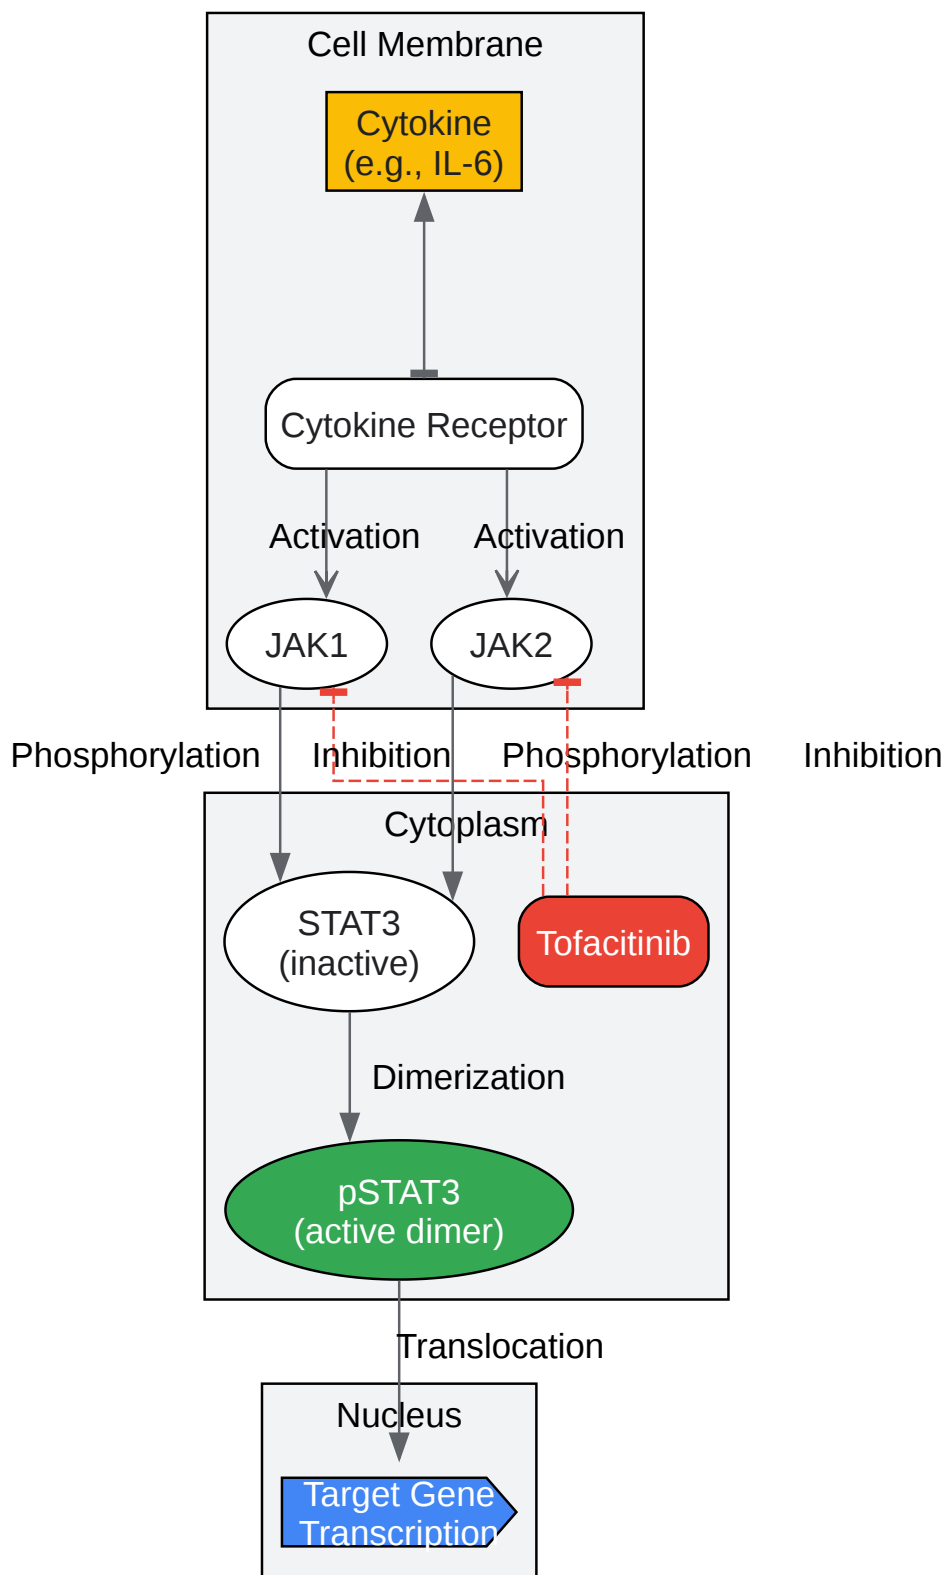 Cell Membrane
Cytokine
(e.g., IL-6)
Cytokine Receptor
Activation
Activation
JAK1
JAK2
Phosphorylation
Inhibition
Phosphorylation
Inhibition
Cytoplasm
STAT3
(inactive)
Tofacitinib
Dimerization
pSTAT3
(active dimer)
Translocation
Nucleus
Target Gene
Transcription